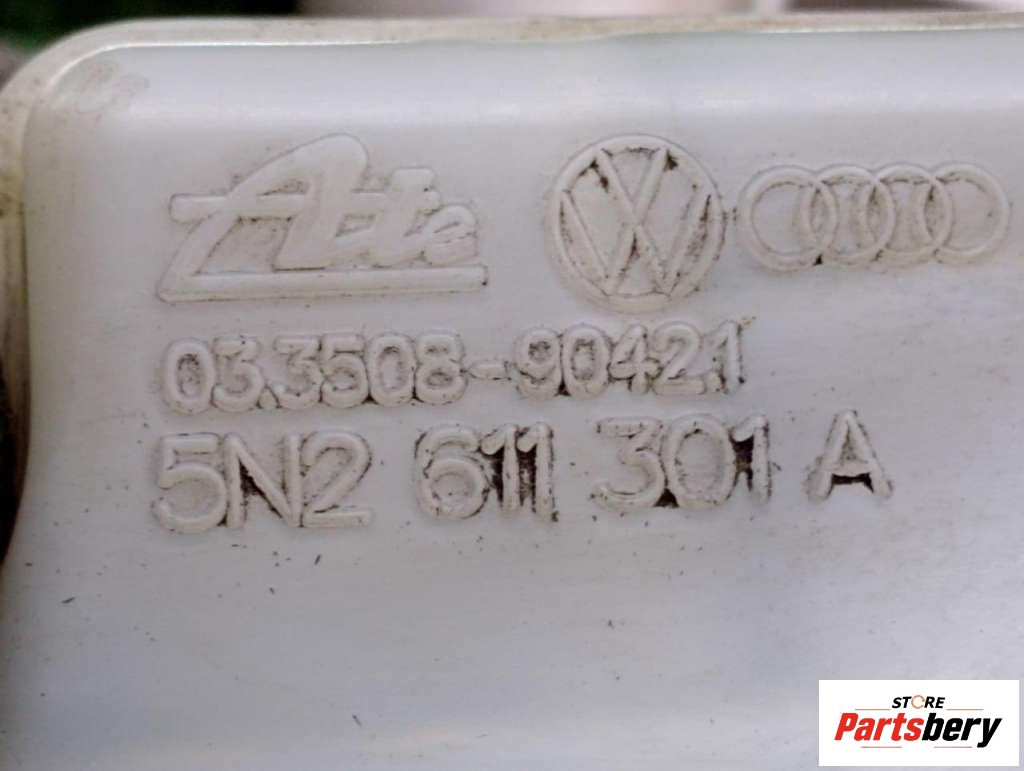 Ate
03.3508-9042.1
5N2 611 301 A
STORE
Partsbery